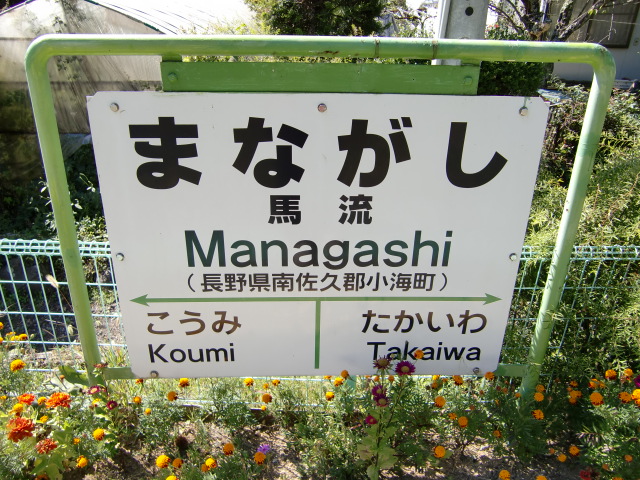 まながし
馬流
Managashi
(長野県南佐久郡小海町)
こうみ たかいわ
Koumi Takaiwa